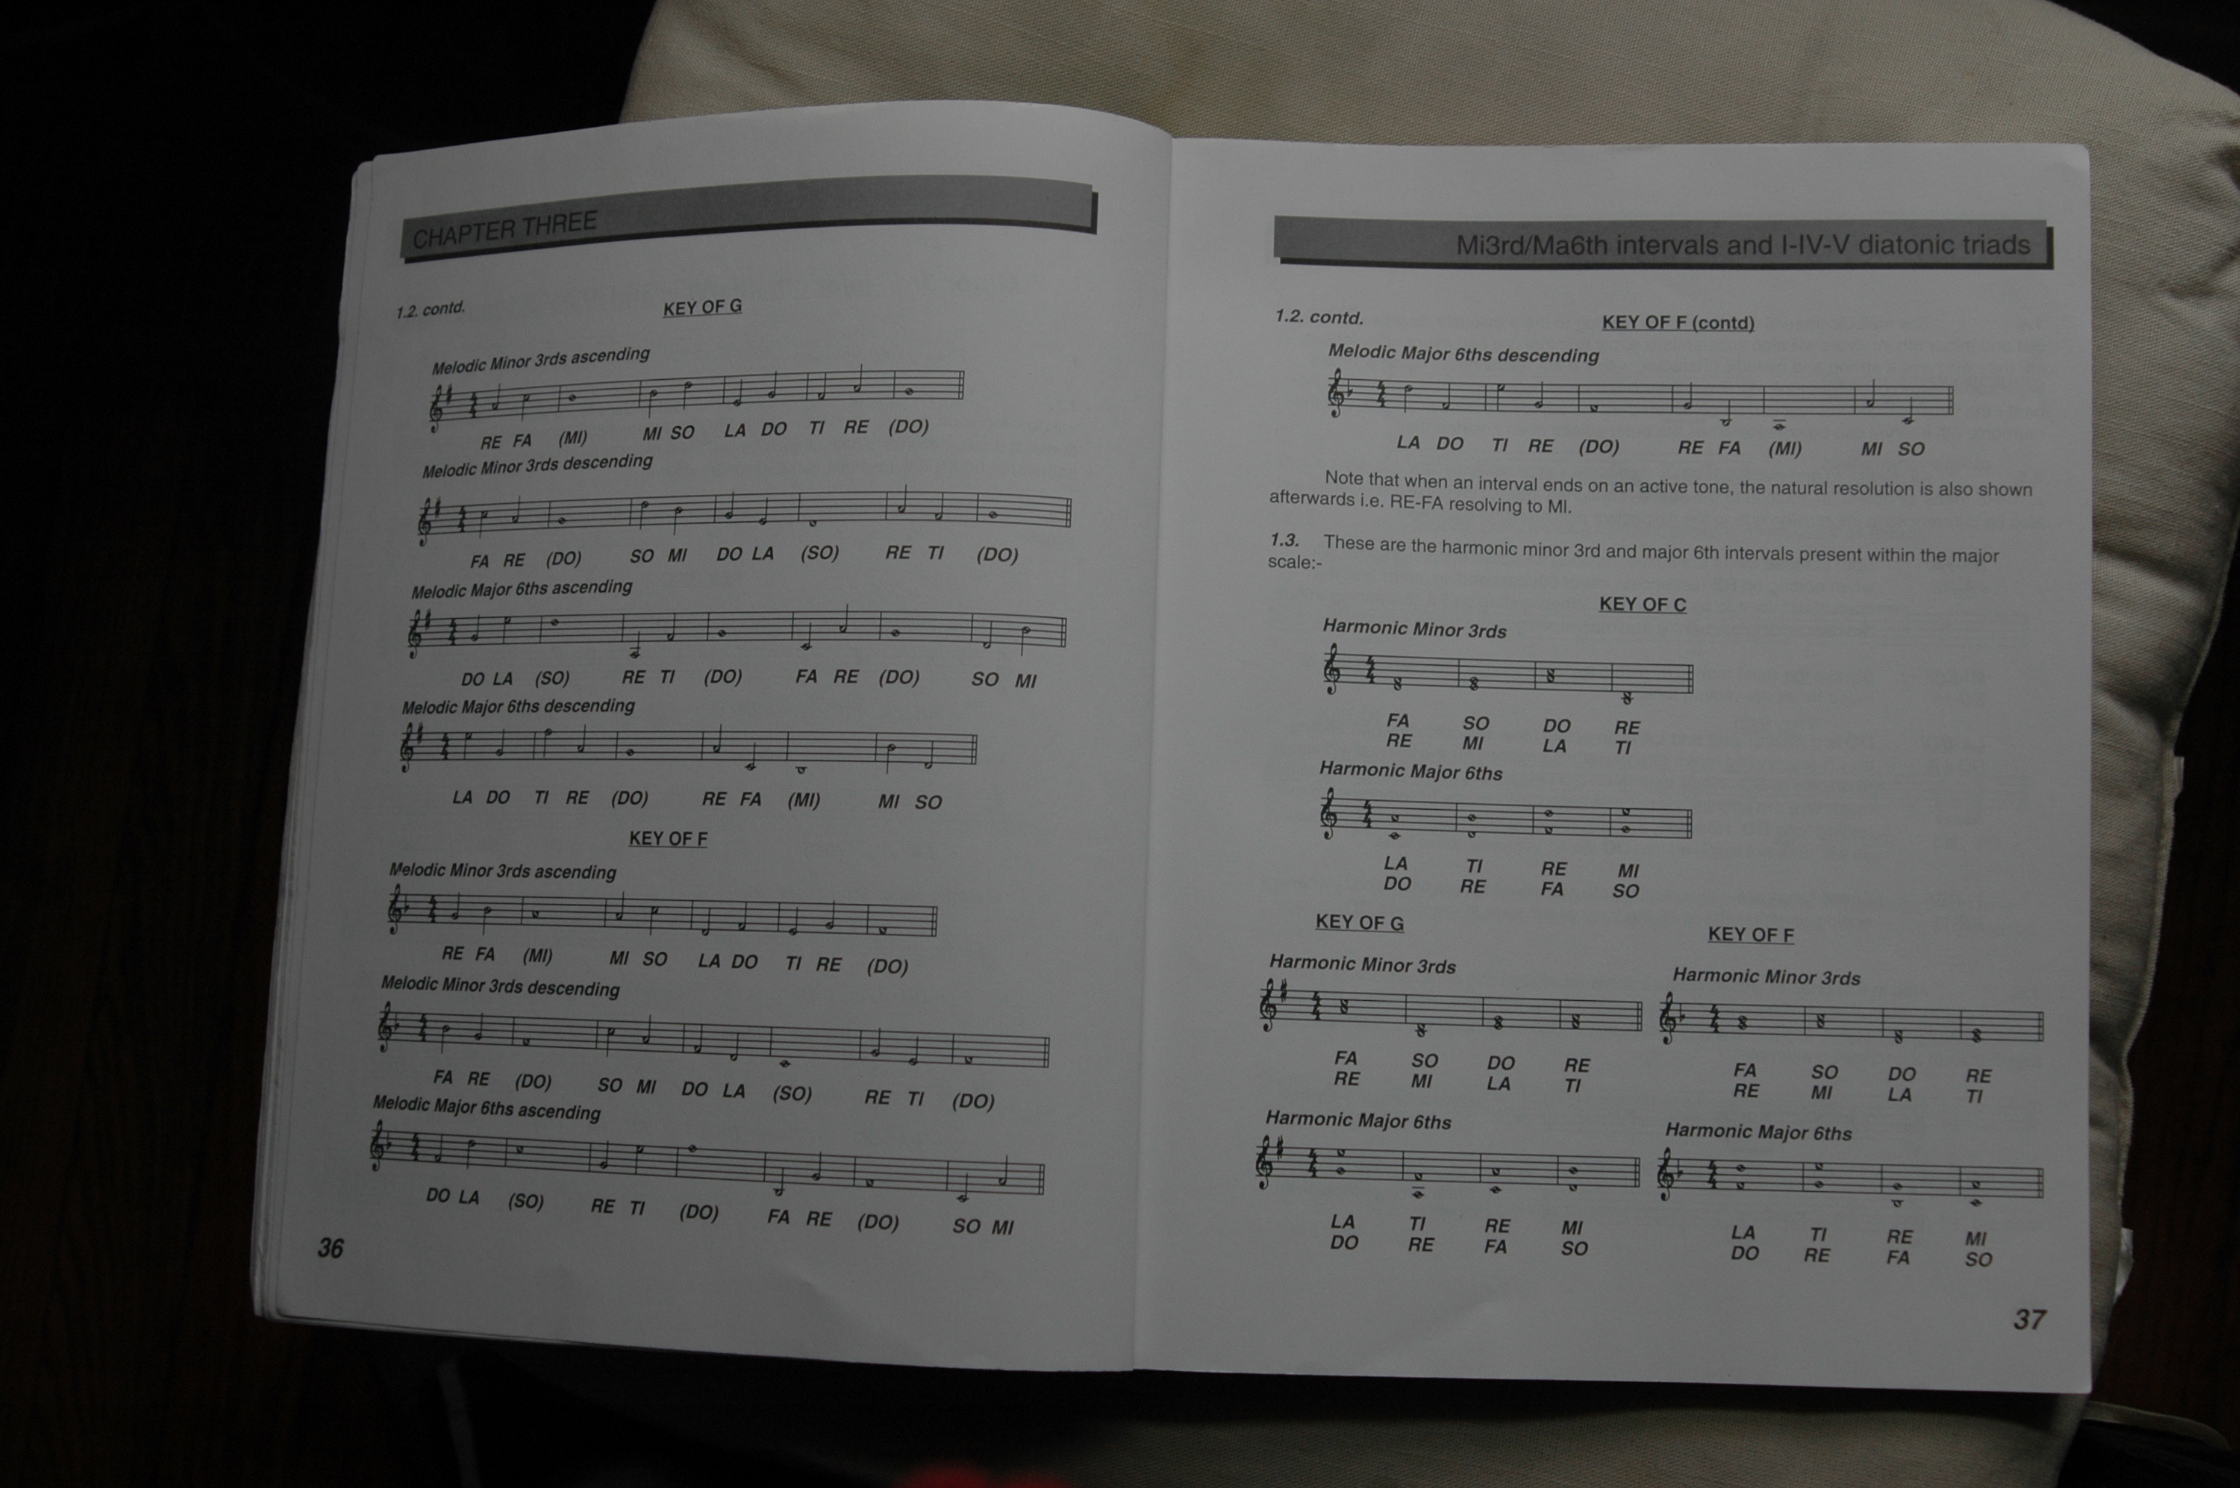 CHAPTER THREE
1.2. contd.
KEY OF G
Melodic Minor 3rds ascending
RE FA (MI) MI SO LA DO TI RE (DO)
Melodic Minor 3rds descending
FA RE (DO) SO MI DO LA (SO) RE TI (DO)
Melodic Major 6ths ascending
DO LA (SO) RE TI (DO) FA RE (DO) SO MI
Melodic Major 6ths descending
LA DO TI RE (DO) RE FA (MI) MI SO
KEY OF F
Melodic Minor 3rds ascending
RE FA (MI) MI SO LA DO TI RE (DO)
Melodic Minor 3rds descending
FA RE (DO) SO MI DO LA (SO) RE TI (DO)
Melodic Major 6ths ascending
DO LA (SO) RE TI (DO) FA RE (DO) SO MI
36
Mi3rd/Ma6th intervals and I-IV-V diatonic triads
1.2. contd.
KEY OF F (contd)
Melodic Major 6ths descending
LA DO TI RE (DO) RE FA (MI) MI SO
Note that when an interval ends on an active tone, the natural resolution is also shown
afterwards i.e. RE-FA resolving to MI.
1.3. These are the harmonic minor 3rd and major 6th intervals present within the major
scale:-
KEY OF C
Harmonic Minor 3rds
FA SO DO RE
RE MI LA TI
Harmonic Major 6ths
LA TI RE MI
DO RE FA SO
KEY OF G
Harmonic Minor 3rds
FA SO DO RE
RE MI LA TI
Harmonic Major 6ths
LA TI RE MI
DO RE FA SO
KEY OF F
Harmonic Minor 3rds
FA SO DO RE
RE MI LA TI
Harmonic Major 6ths
LA TI RE MI
DO RE FA SO
37